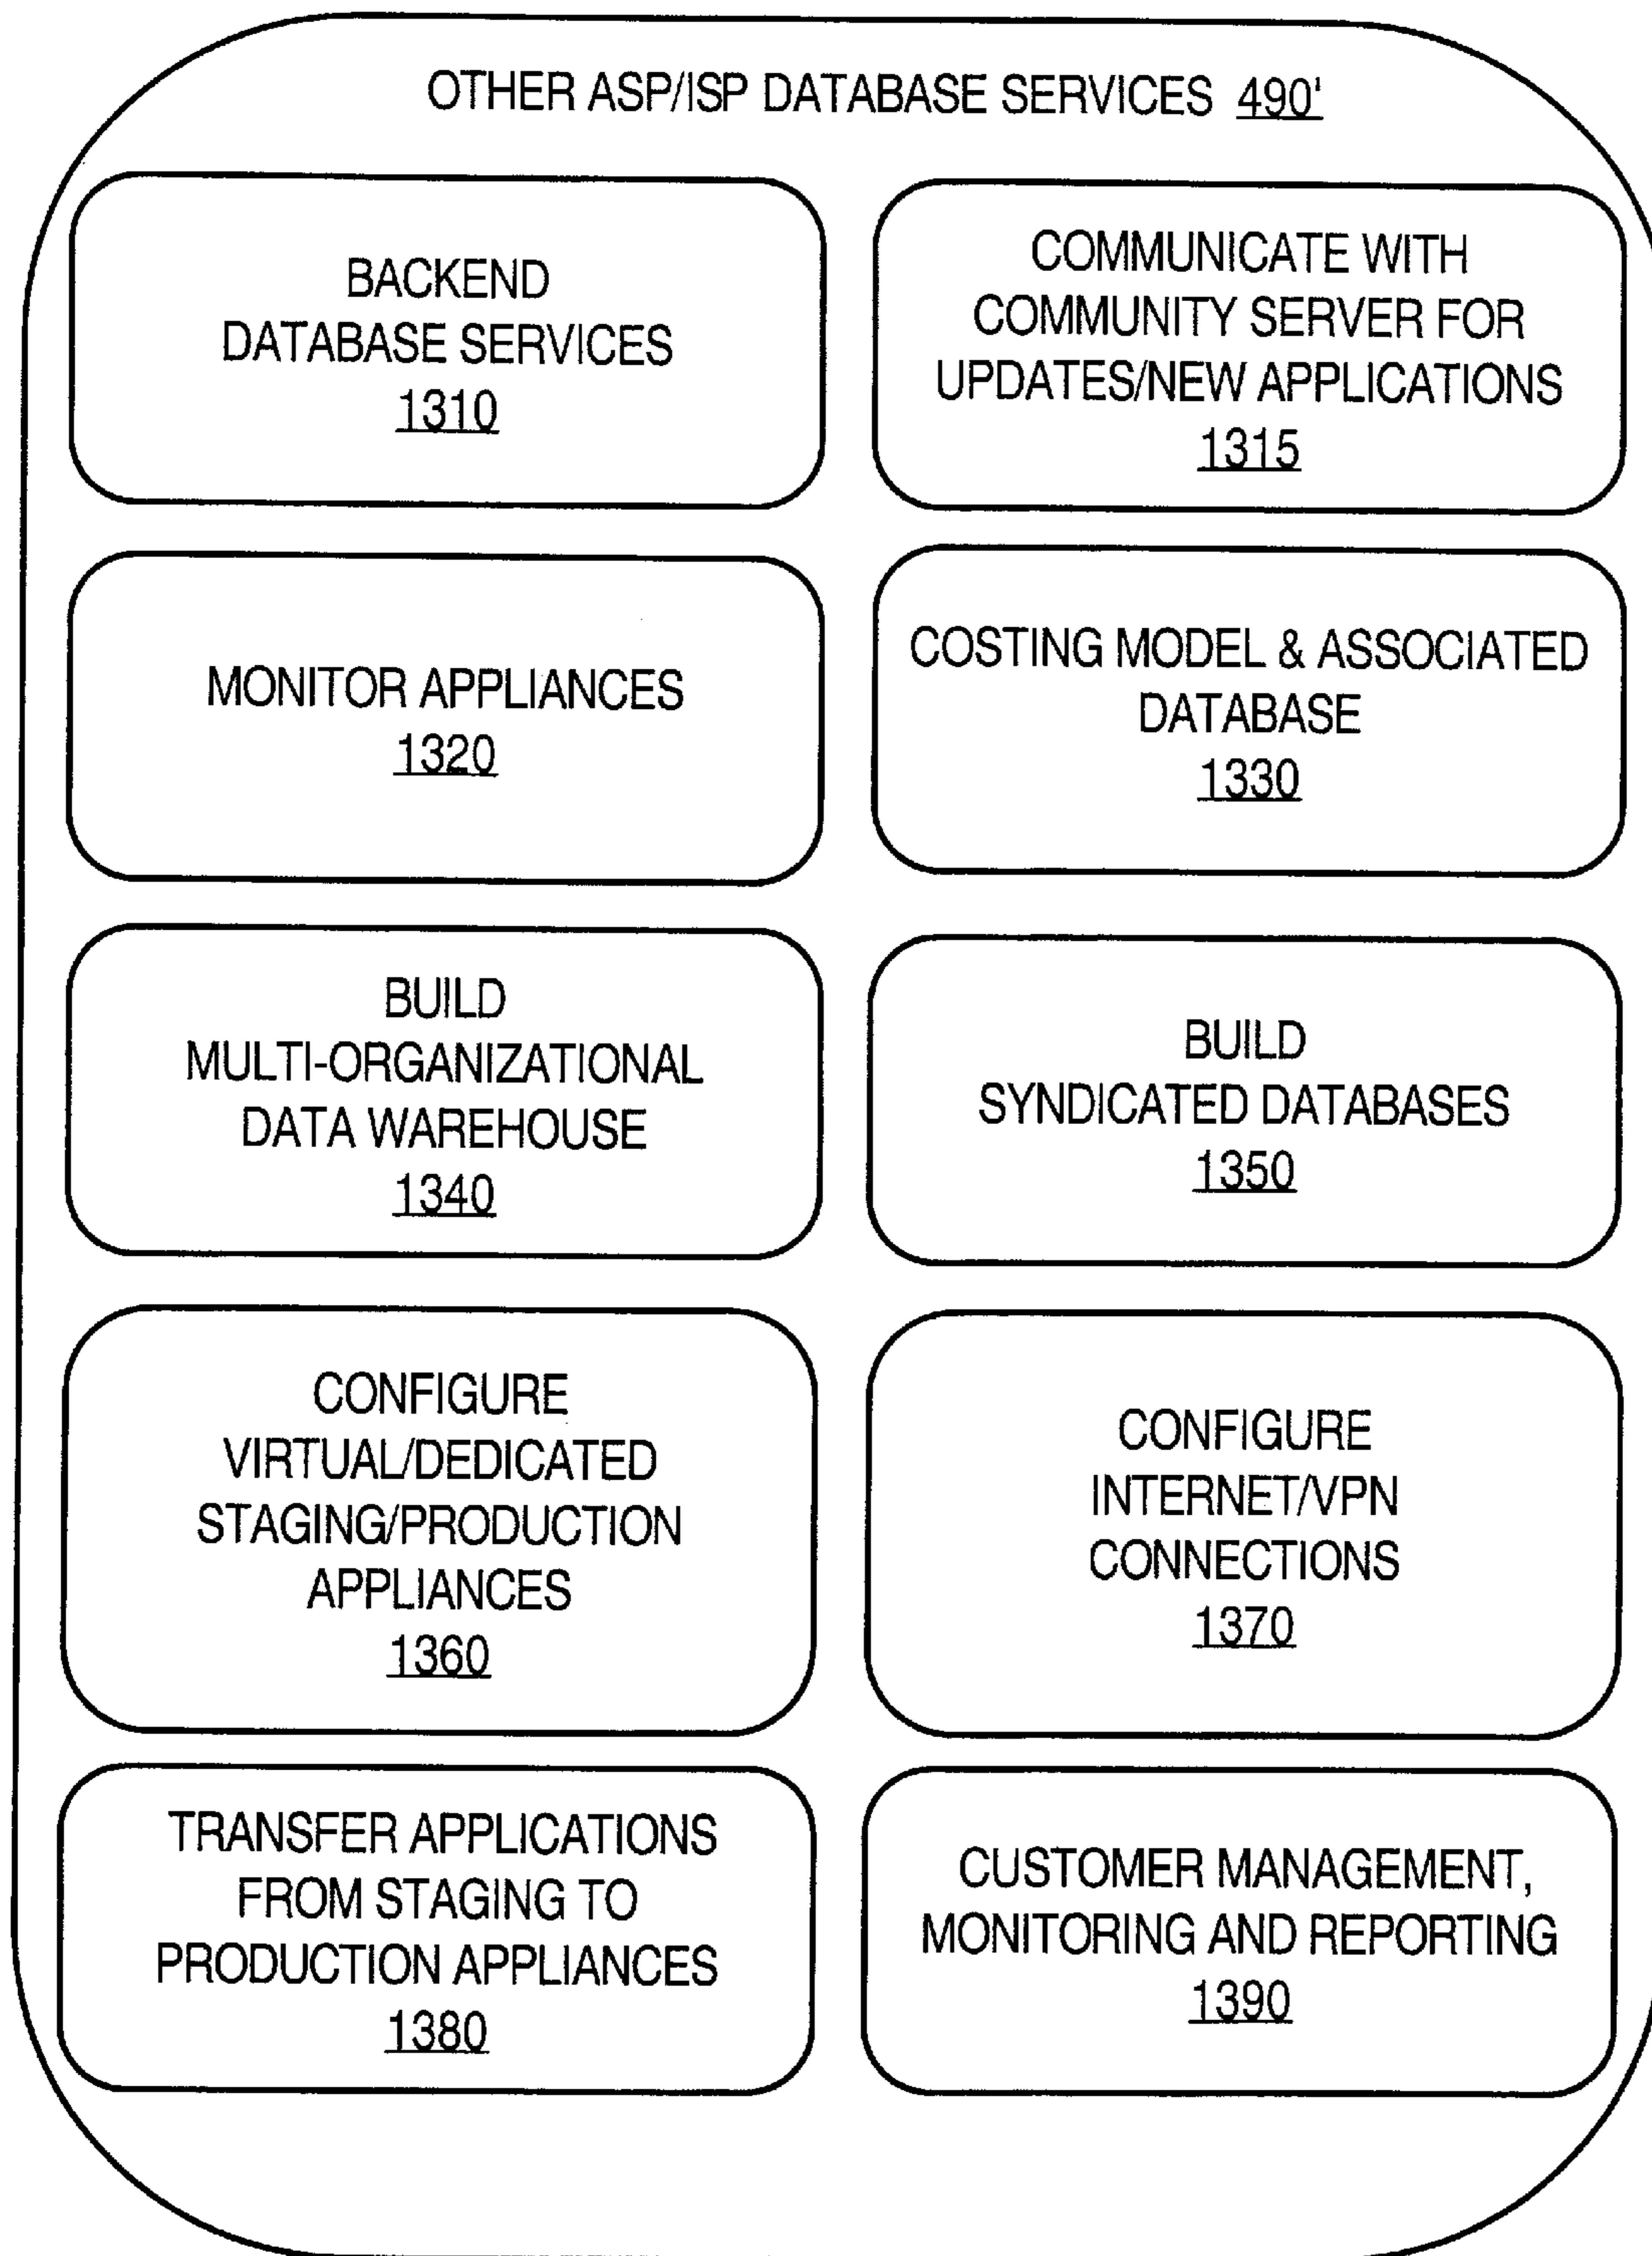 OTHER ASP/ISP DATABASE SERVICES 490'
BACKEND
DATABASE SERVICES
1310
COMMUNICATE WITH
COMMUNITY SERVER FOR
UPDATES/NEW APPLICATIONS
1315
MONITOR APPLIANCES
1320
COSTING MODEL & ASSOCIATED
DATABASE
1330
BUILD
MULTI-ORGANIZATIONAL
DATA WAREHOUSE
1340
BUILD
SYNDICATED DATABASES
1350
CONFIGURE
VIRTUAL/DEDICATED
STAGING/PRODUCTION
APPLIANCES
1360
CONFIGURE
INTERNET/VPN
CONNECTIONS
1370
TRANSFER APPLICATIONS
FROM STAGING TO
PRODUCTION APPLIANCES
1380
CUSTOMER MANAGEMENT,
MONITORING AND REPORTING
1390